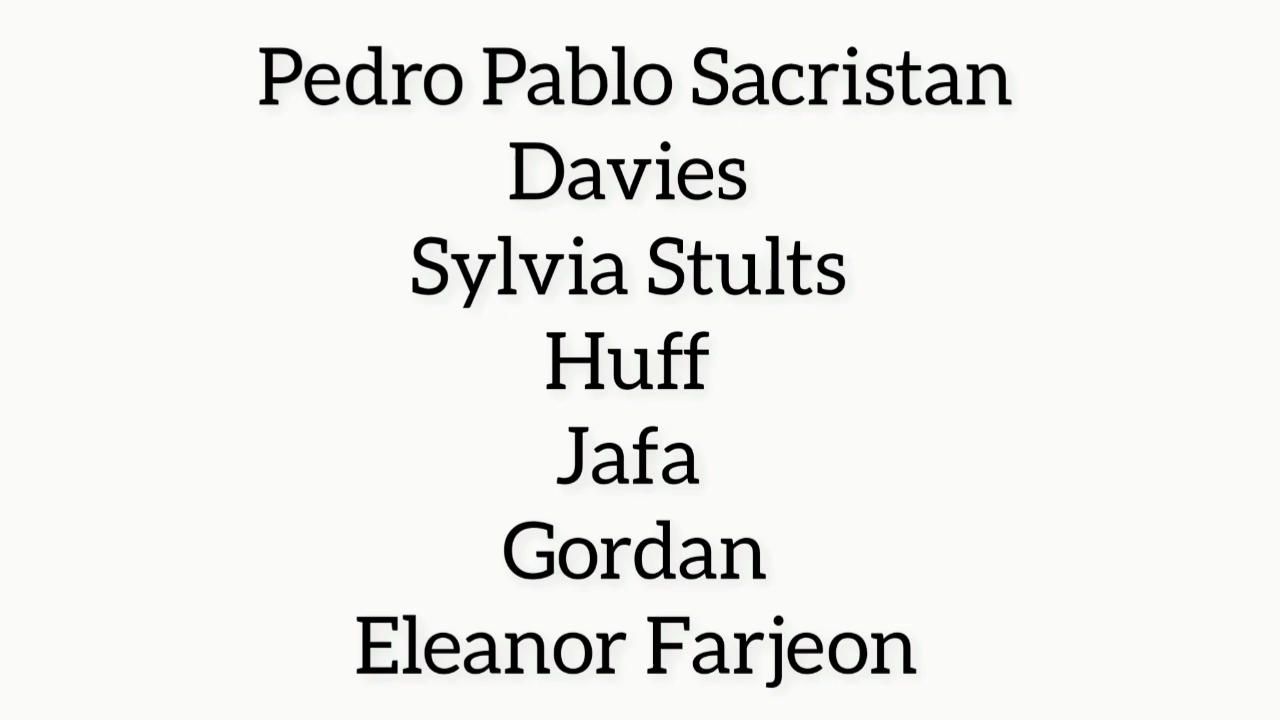 Pedro Pablo Sacristan
Davies
Sylvia Stults
Huff
Jafa
Gordan
Eleanor Farjeon